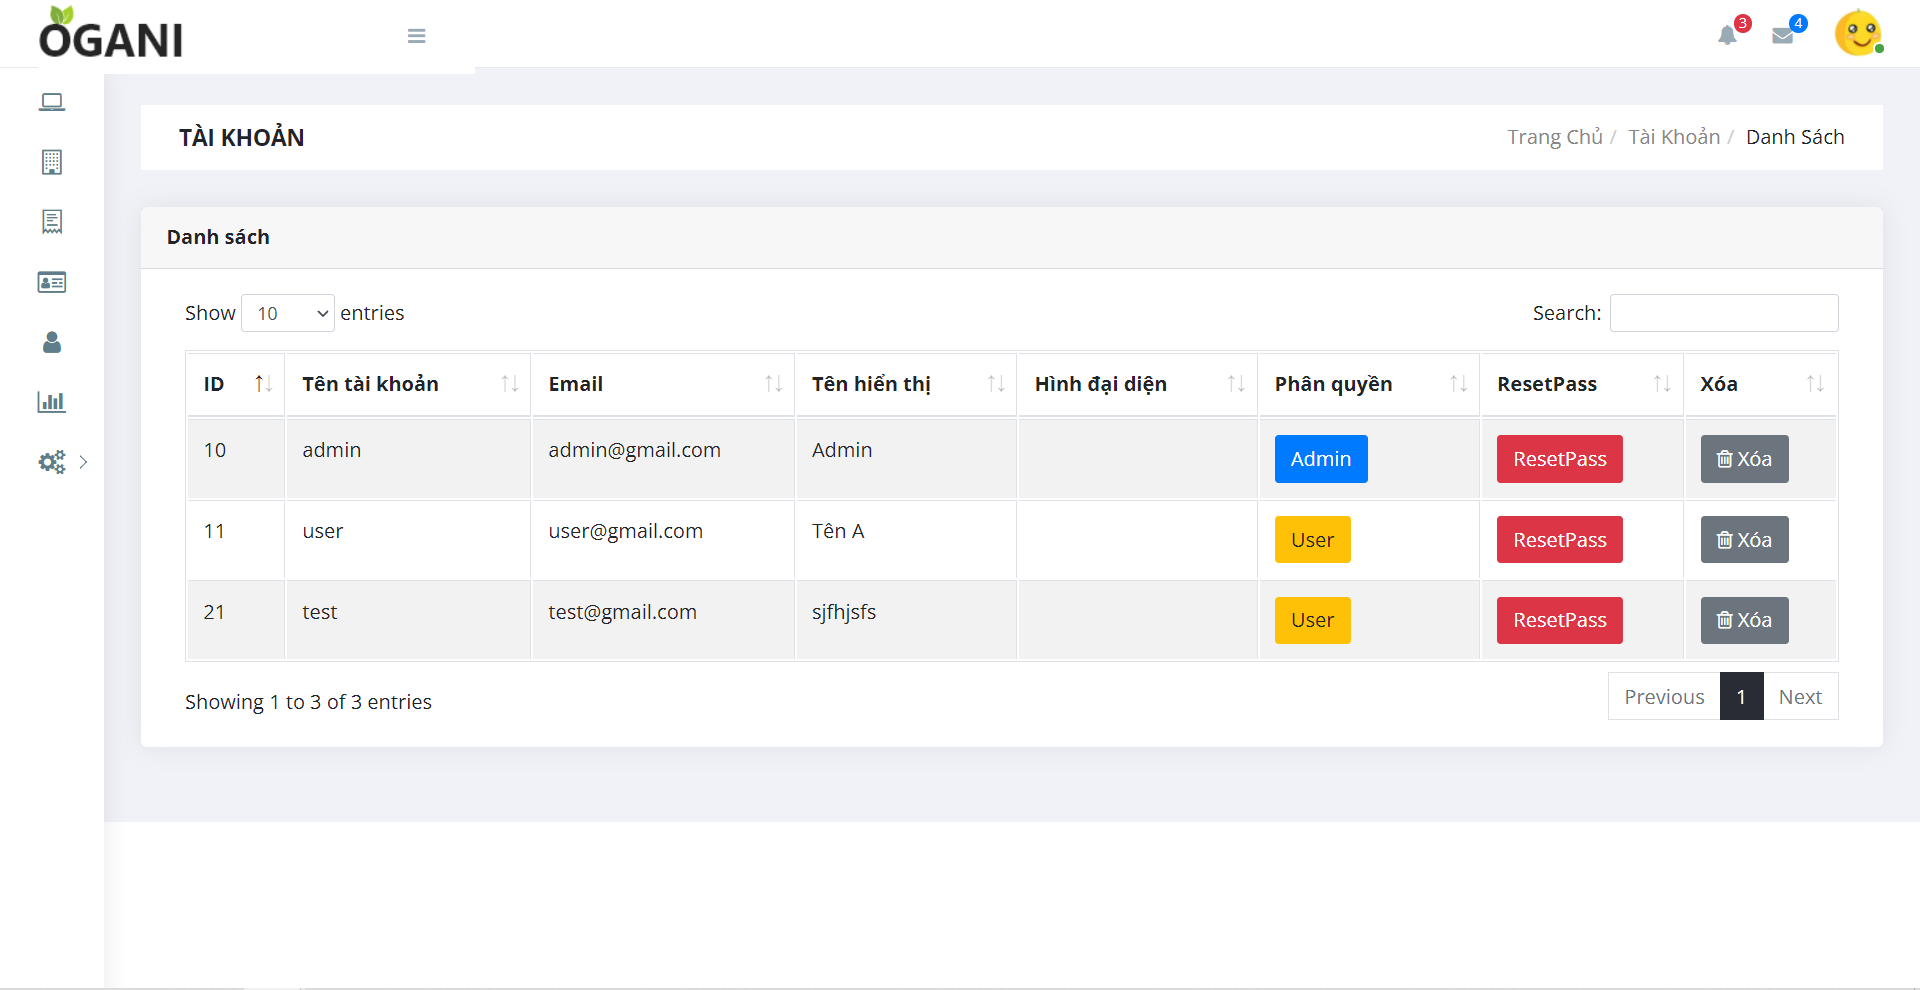 OGANI
3
4
TÀI KHOẢN
Trang Chủ / Tài Khoản / Danh Sách
Danh sách
Show 10 entries
Search:
ID Tên tài khoản Email Tên hiển thị Hình đại diện Phân quyền ResetPass Xóa
10 admin admin@gmail.com Admin Admin ResetPass Xóa
11 user user@gmail.com Tên A User ResetPass Xóa
21 test test@gmail.com sjfhjsfs User ResetPass Xóa
Showing 1 to 3 of 3 entries
Previous 1 Next